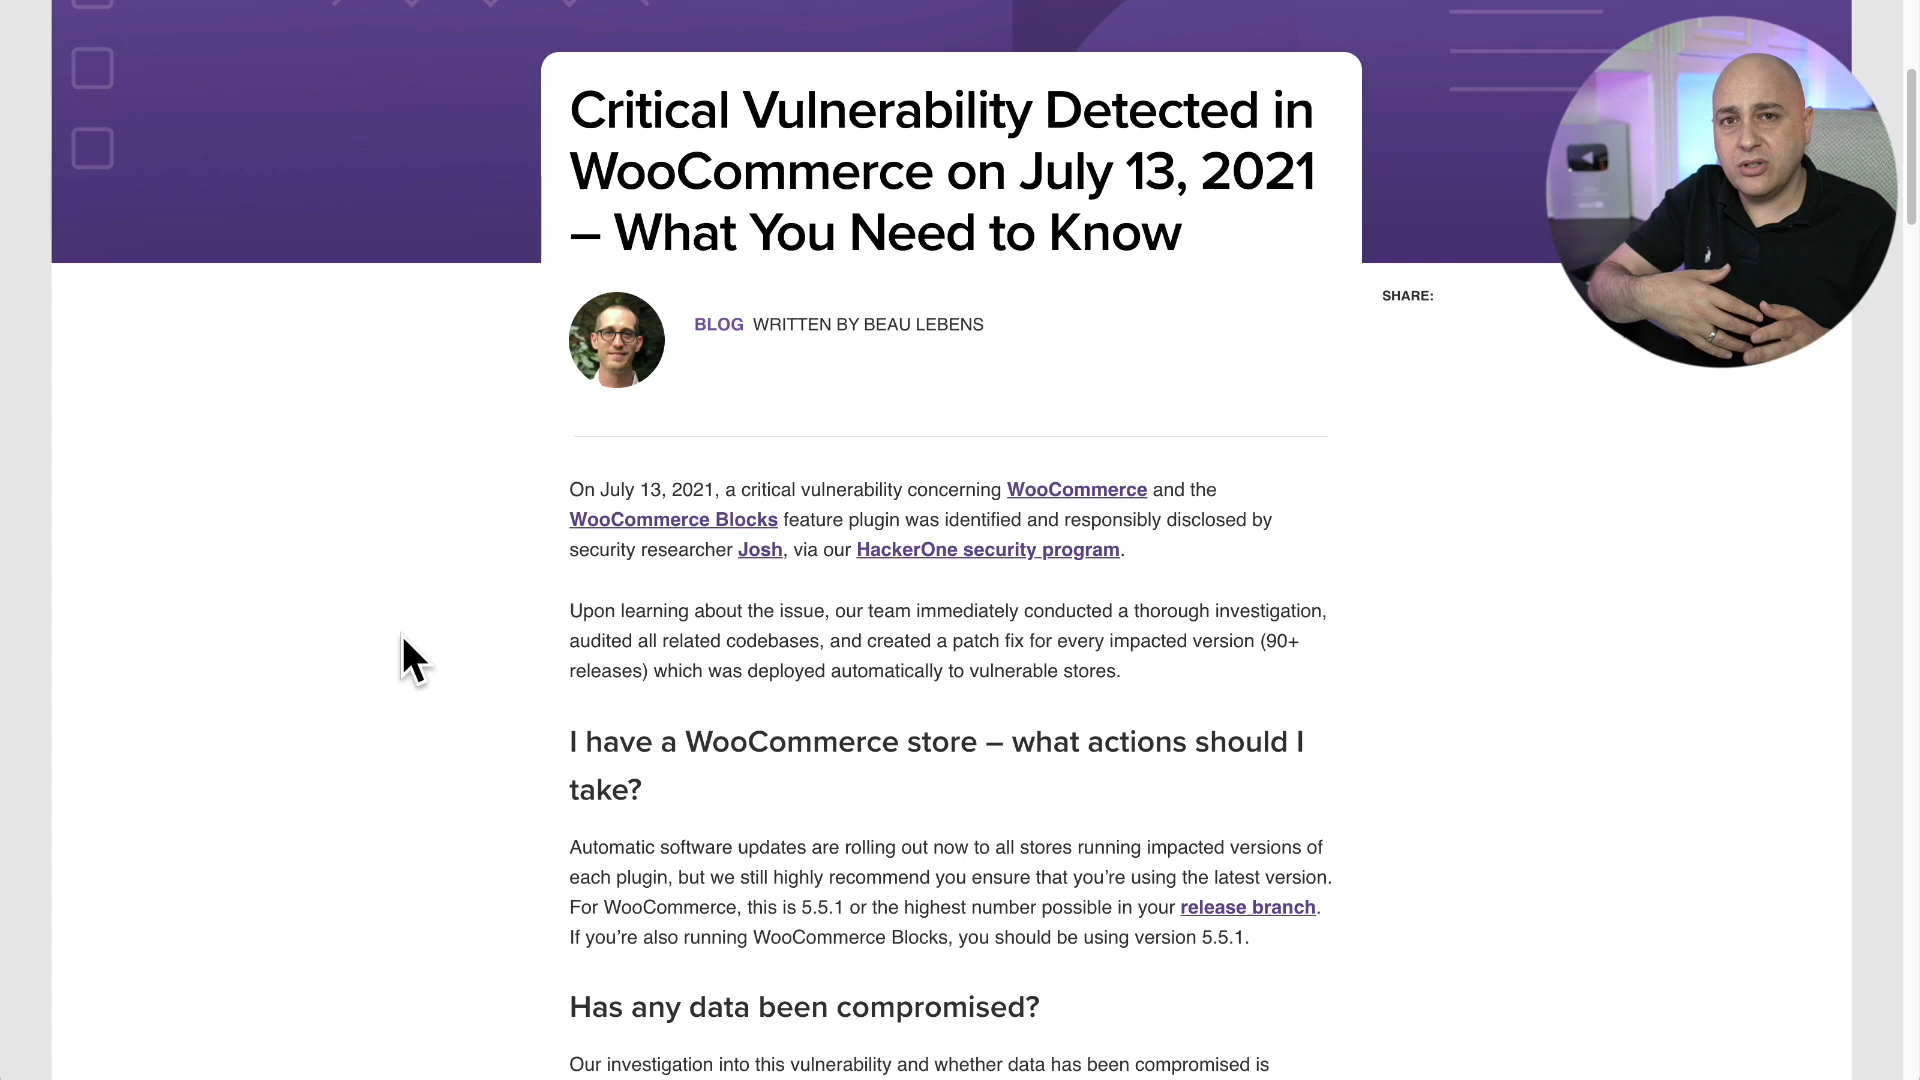 Critical Vulnerability Detected in
WooCommerce on July 13, 2021
– What You Need to Know
SHARE:
BLOG WRITTEN BY BEAU LEBENS
On July 13, 2021, a critical vulnerability concerning WooCommerce and the
WooCommerce Blocks feature plugin was identified and responsibly disclosed by
security researcher Josh, via our HackerOne security program.
Upon learning about the issue, our team immediately conducted a thorough investigation,
audited all related codebases, and created a patch fix for every impacted version (90+
releases) which was deployed automatically to vulnerable stores.
I have a WooCommerce store – what actions should I
take?
Automatic software updates are rolling out now to all stores running impacted versions of
each plugin, but we still highly recommend you ensure that you’re using the latest version.
For WooCommerce, this is 5.5.1 or the highest number possible in your release branch.
If you’re also running WooCommerce Blocks, you should be using version 5.5.1.
Has any data been compromised?
Our investigation into this vulnerability and whether data has been compromised is